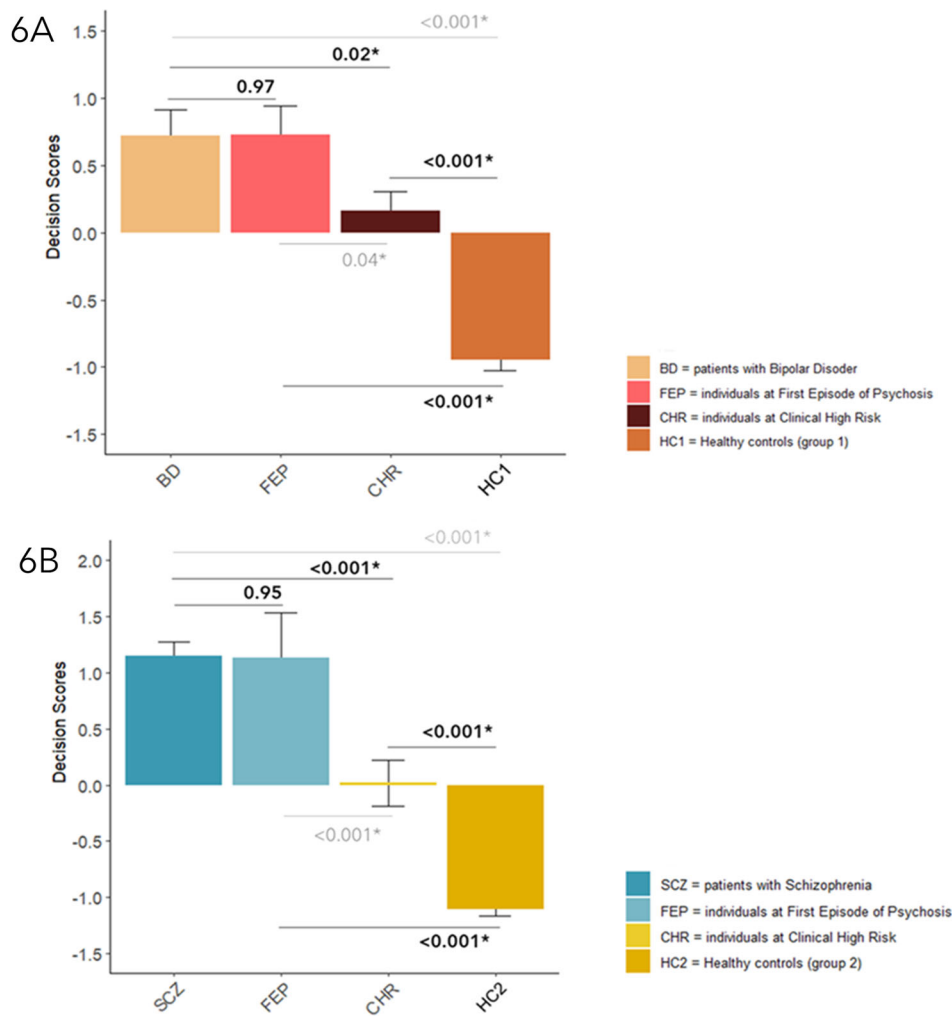 6A
<0.001*
0.02*
0.97
<0.001*
0.04*
<0.001*
Decision Scores
1.5
1.0
0.5
0.0
-0.5
-1.0
-1.5
BD
FEP
CHR
HC1
BD = patients with Bipolar Disoder
FEP = individuals at First Episode of Psychosis
CHR = individuals at Clinical High Risk
HC1 = Healthy controls (group 1)
6B
<0.001*
<0.001*
0.95
<0.001*
<0.001*
<0.001*
Decision Scores
2.0
1.5
1.0
0.5
0.0
-0.5
-1.0
-1.5
SCZ
FEP
CHR
HC2
SCZ = patients with Schizophrenia
FEP = individuals at First Episode of Psychosis
CHR = individuals at Clinical High Risk
HC2 = Healthy controls (group 2)